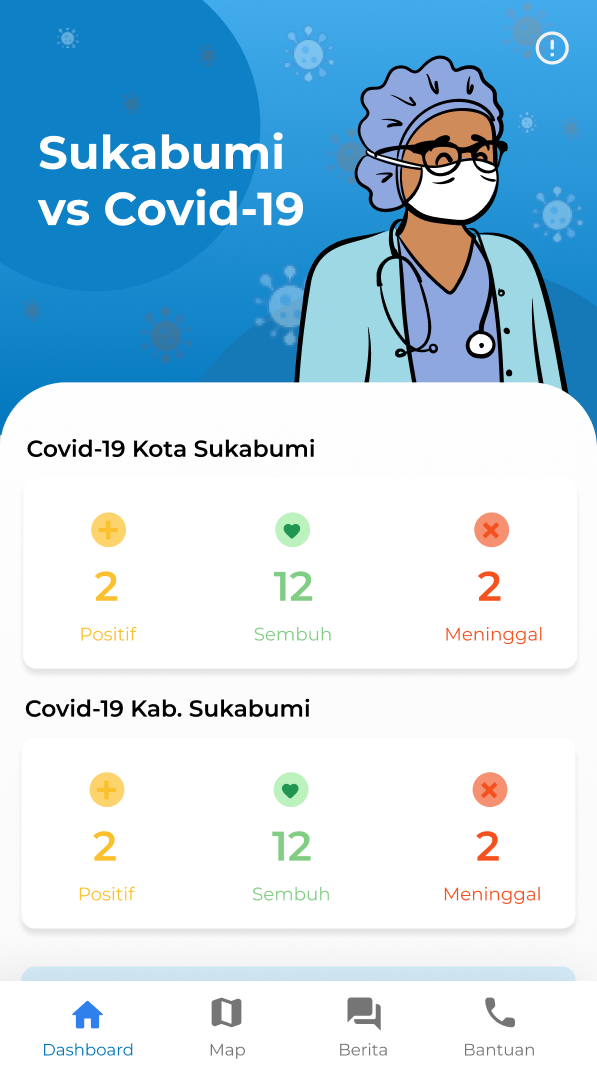 Sukabumi
vs Covid-19
Covid-19 Kota Sukabumi
2 12 2
Positif Sembuh Meninggal
Covid-19 Kab. Sukabumi
2 12 2
Positif Sembuh Meninggal
Dashboard Map Berita Bantuan